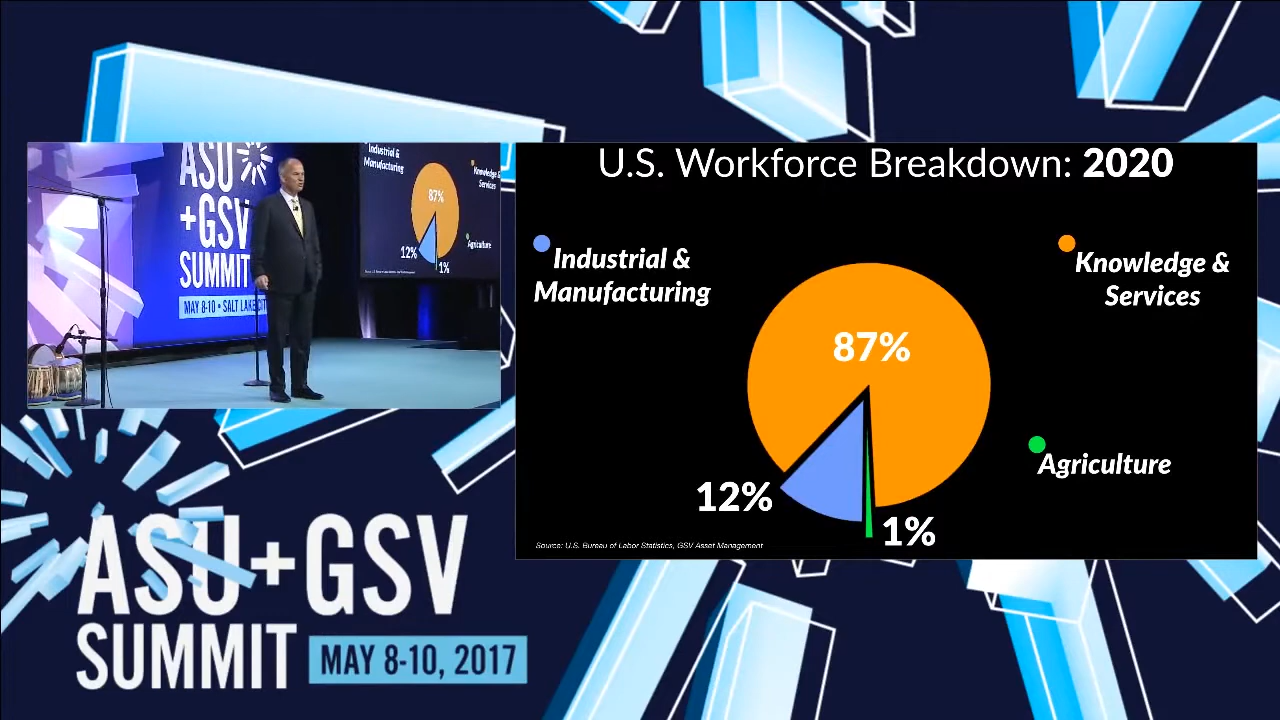 ASU
+GSV
SUMMIT
MAY 8-10 • SALT LAKE CIT
Industrial &
Manufacturing
Knowledge &
Services
87%
Agriculture
12%
1%
U.S. Workforce Breakdown: 2020
Industrial &
Manufacturing
Knowledge &
Services
87%
Agriculture
12%
1%
Source: U.S. Bureau of Labor Statistics, GSV Asset Management
ASU+GSV
SUMMIT
MAY 8-10, 2017